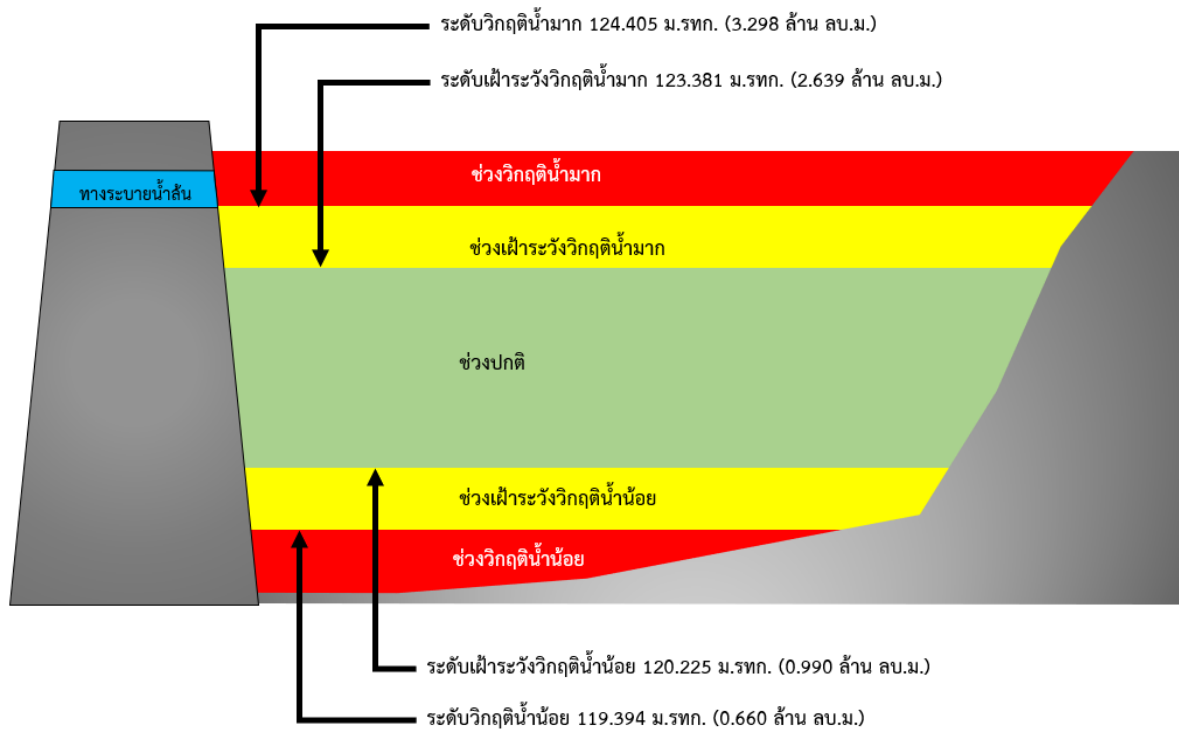 ระดับวิกฤติน้ำมาก 124.405 ม.รทก. (3.298 ล้าน ลบ.ม.)
ระดับเฝ้าระวังวิกฤติน้ำมาก 123.381 ม.รทก. (2.639 ล้าน ลบ.ม.)
ช่วงวิกฤติน้ำมาก
ทางระบายน้ำล้น
ช่วงเฝ้าระวังวิกฤติน้ำมาก
ช่วงปกติ
ช่วงเฝ้าระวังวิกฤติน้ำน้อย
ช่วงวิกฤติน้ำน้อย
ระดับเฝ้าระวังวิกฤติน้ำน้อย 120.225 ม.รทก. (0.990 ล้าน ลบ.ม.)
ระดับวิกฤติน้ำน้อย 119.394 ม.รทก. (0.660 ล้าน ลบ.ม.)